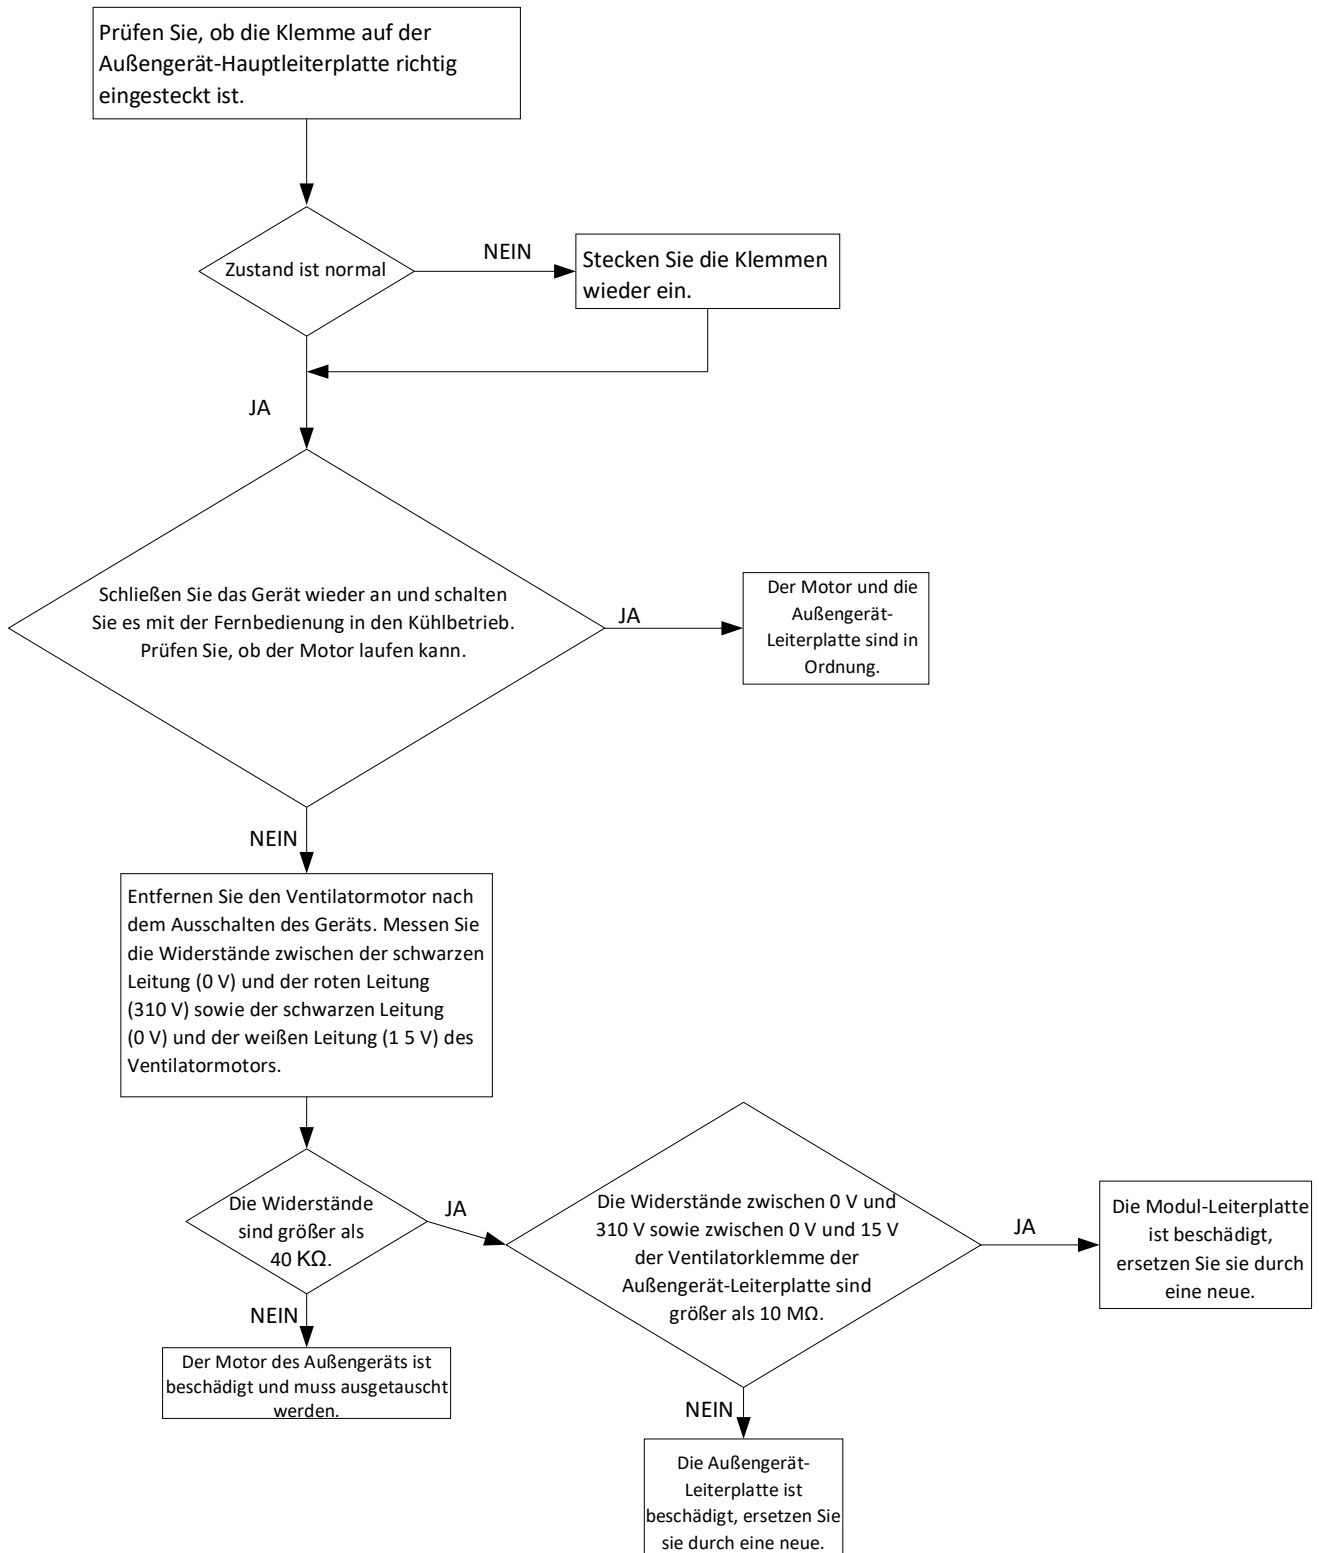 Prüfen Sie, ob die Klemme auf der
Außengerät-Hauptleiterplatte richtig
eingesteckt ist.
Zustand ist normal
NEIN
Stecken Sie die Klemmen
wieder ein.
JA
Schließen Sie das Gerät wieder an und schalten
Sie es mit der Fernbedienung in den Kühlbetrieb.
Prüfen Sie, ob der Motor laufen kann.
JA
Der Motor und die
Außengerät-
Leiterplatte sind in
Ordnung.
NEIN
Entfernen Sie den Ventilatormotor nach
dem Ausschalten des Geräts. Messen Sie
die Widerstände zwischen der schwarzen
Leitung (0 V) und der roten Leitung
(310 V) sowie der schwarzen Leitung
(0 V) und der weißen Leitung (1 5 V) des
Ventilatormotors.
Die Widerstände
sind größer als
40 KΩ.
JA
Die Widerstände zwischen 0 V und
310 V sowie zwischen 0 V und 15 V
der Ventilatorklemme der
Außengerät-Leiterplatte sind
größer als 10 MΩ.
JA
Die Modul-Leiterplatte
ist beschädigt,
ersetzen Sie sie durch
eine neue.
NEIN
Der Motor des Außengeräts ist
beschädigt und muss ausgetauscht
werden.
NEIN
Die Außengerät-
Leiterplatte ist
beschädigt, ersetzen Sie
sie durch eine neue.